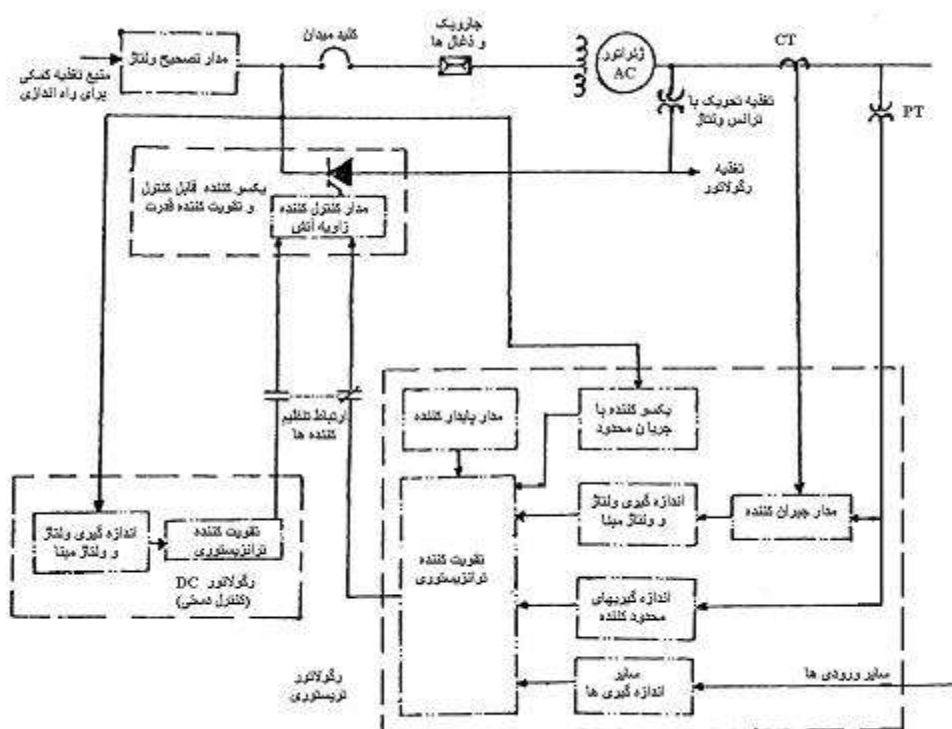 مدار تصحیح ولتاژ
منبع تغذیه کمکی
برای راه اندازی
کلید میدان
جاروبک
و ذغال ها
ژنراتور
AC
CT
PT
تغذیه تحریک با
ترانس ولتاژ
تغذیه
رگولاتور
یکسو کننده قابل کنترل
و تقویت کننده قدرت
مدار کنترل کننده
زاویه آتش
ارتباط تنظیم
کننده ها
مدار پایدار کننده
یکسو کننده با
جریان محدود
اندازه گیری ولتاژ
و ولتاژ مبنا
مدار جبران کننده
تقویت کننده
ترانزیستوری
اندازه گیریهای
محدود کننده
سایر
اندازه گیری ها
سایر ورودی ها
اندازه گیری ولتاژ
و ولتاژ مبنا
تقویت کننده
ترانزیستوری
رگولاتور DC
(کنترل دستی)
رگولاتور
تریستوری